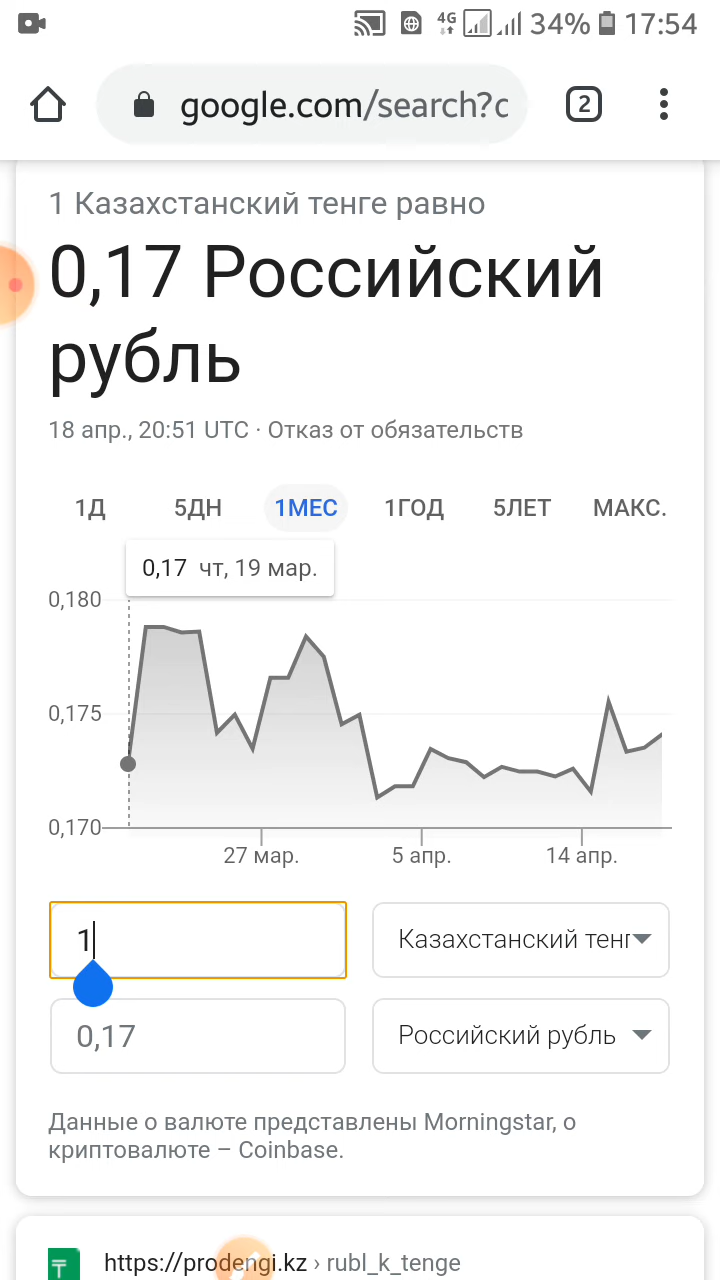 4G 34% 17:54
google.com/search?c
2
1 Казахстанский тенге равно
0,17 Российский
рубль
18 апр., 20:51 UTC · Отказ от обязательств
1Д 5ДН 1МЕС 1ГОД 5ЛЕТ МАКС.
0,17 чт, 19 мар.
0,180
0,175
0,170
27 мар. 5 апр. 14 апр.
1 Казахстанский тенг
0,17 Российский рубль
Данные о валюте представлены Morningstar, о
криптовалюте – Coinbase.
https://prodengi.kz › rubl_k_tenge